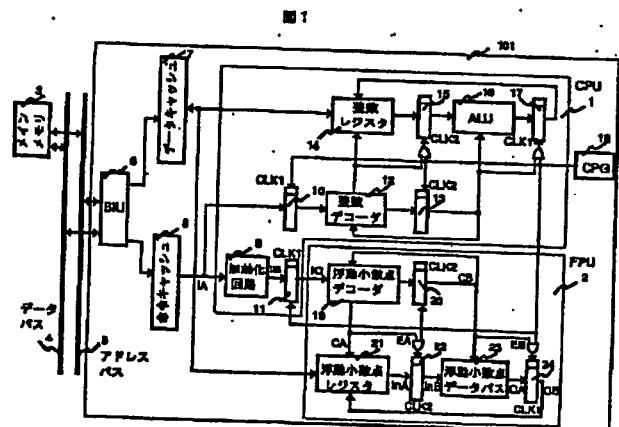 図1
101
7
データキャッシュ
3
メイン
メモリ
6
BIU
8
命令キャッシュ
データ
バス
4
5
アドレス
バス
IA
9
初期化
回路
IB
CLK1
11
IC
CLK1
10
整数
レジスタ
14
15
CLK2
16
ALU
17
CLK1
CPU
1
18
CPG
12
整数
デコーダ
CLK2
13
浮動小数点
デコーダ
19
CLK2
20
CB
FPU
2
CA
21
浮動小数点
レジスタ
InA
EA
22
InB
CLK2
23
浮動小数点
データパス
OA
EB
24
OB
CLK1